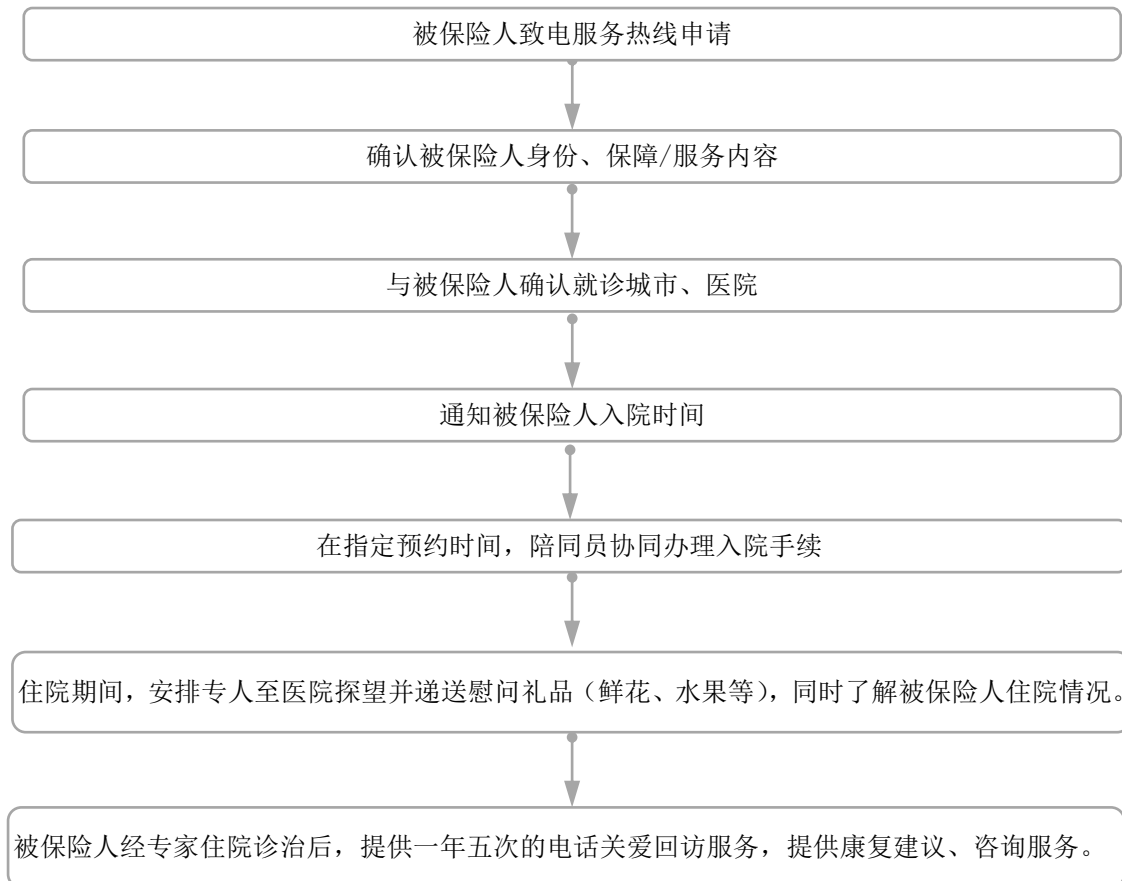 被保险人致电服务热线申请
确认被保险人身份、保障/服务内容
与被保险人确认就诊城市、医院
通知被保险人入院时间
在指定预约时间，陪同员协同办理入院手续
住院期间，安排专人至医院探望并递送慰问礼品（鲜花、水果等），同时了解被保险人住院情况。
被保险人经专家住院诊治后，提供一年五次的电话关爱回访服务，提供康复建议、咨询服务。